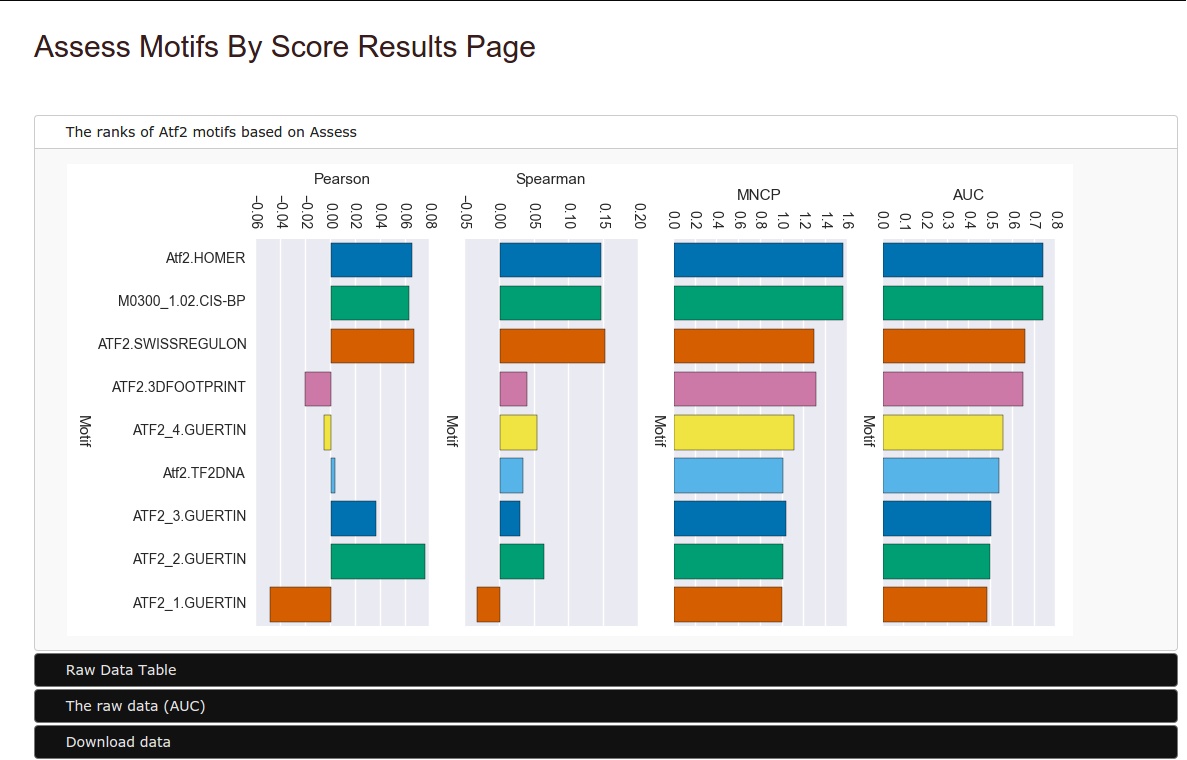 Assess Motifs By Score Results Page
The ranks of Atf2 motifs based on Assess
Pearson
−0.06 −0.04 −0.02 0.00 0.02 0.04 0.06 0.08
Spearman
−0.05 0.00 0.05 0.10 0.15 0.20
MNCP
0.0 0.2 0.4 0.6 0.8 1.0 1.2 1.4 1.6
AUC
0.0 0.1 0.2 0.3 0.4 0.5 0.6 0.7 0.8
Atf2.HOMER
M0300_1.02.CIS-BP
ATF2.SWISSREGULON
ATF2.3DFOOTPRINT
ATF2_4.GUERTIN
Atf2.TF2DNA
ATF2_3.GUERTIN
ATF2_2.GUERTIN
ATF2_1.GUERTIN
Motif
Motif
Motif
Motif
Raw Data Table
The raw data (AUC)
Download data